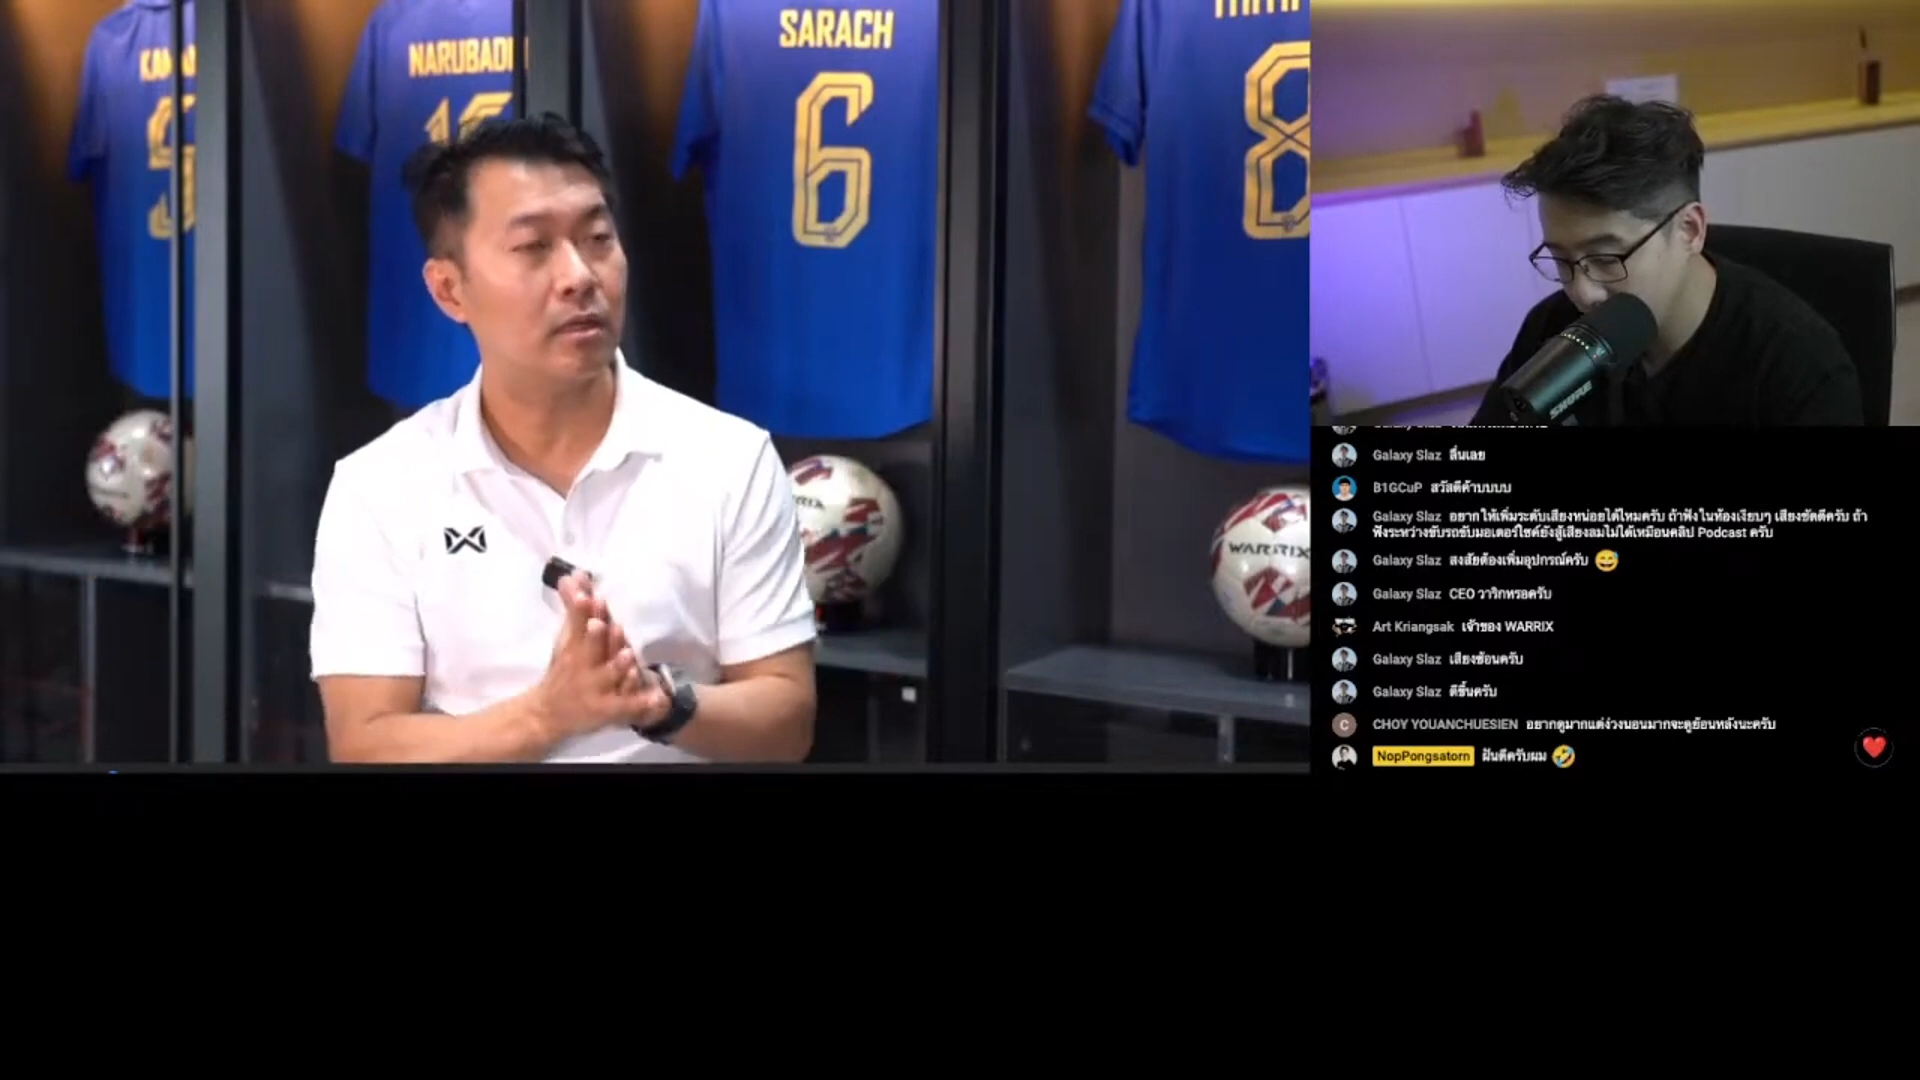 SARACH
6
8
WARRIX
SHURE
Galaxy Slaz ลื่นเลย
B1GCuP สวัสดีค้าบบบบ
Galaxy Slaz อยากให้เพิ่มระดับเสียงหน่อยได้ไหมครับ ถ้าฟังในห้องเงียบๆ เสียงชัดดีครับ ถ้า
ฟังระหว่างขับรถขับมอเตอร์ไซค์ยังสู้เสียงลมไม่ได้เหมือนคลิป Podcast ครับ
Galaxy Slaz สงสัยต้องเพิ่มอุปกรณ์ครับ 😅
Galaxy Slaz CEO วาริกหรอครับ
Art Kriangsak เจ้าของ WARRIX
Galaxy Slaz เสียงซ้อนครับ
Galaxy Slaz ดีขึ้นครับ
C CHOY YOUANCHUESIEN อยากดูมากแต่ง่วงนอนมากจะดูย้อนหลังนะครับ
NopPongsatorn ฝันดีครับผม 🤣